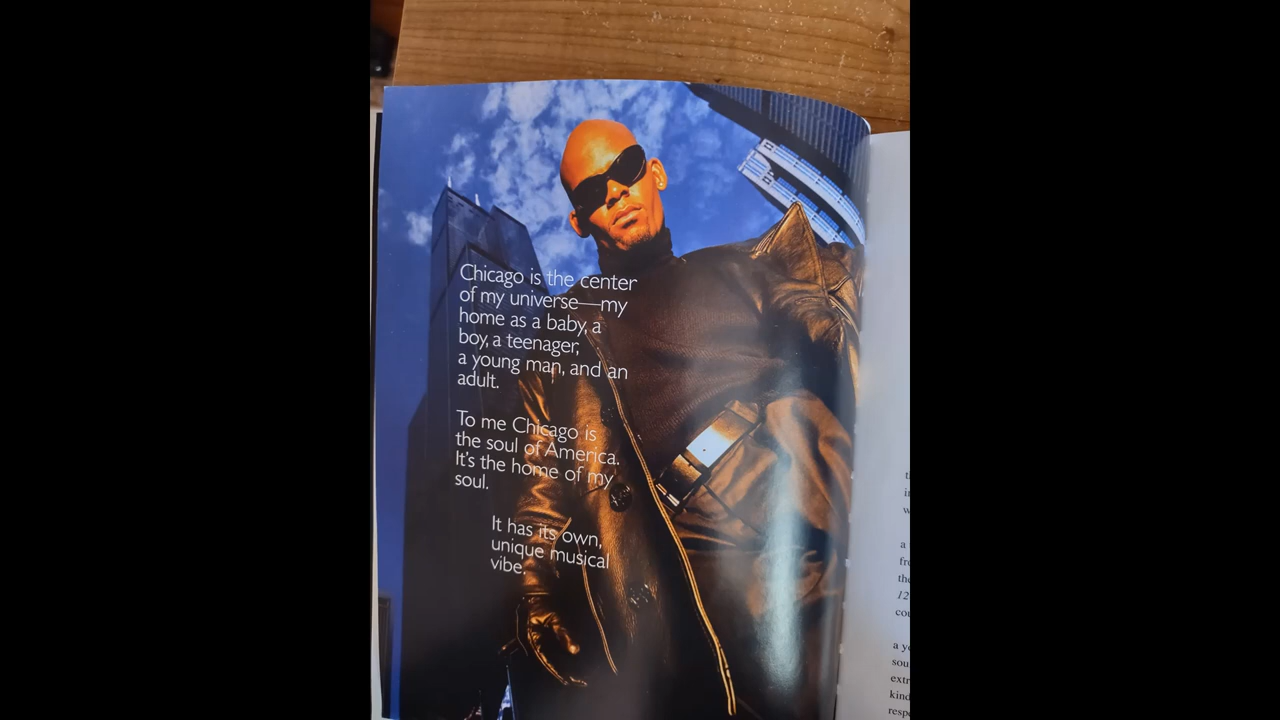 Chicago is the center
of my universe—my
home as a baby, a
boy, a teenager,
a young man, and an
adult.
To me Chicago is
the soul of America.
It's the home of my
soul.
It has its own,
unique musical
vibe.
a
12